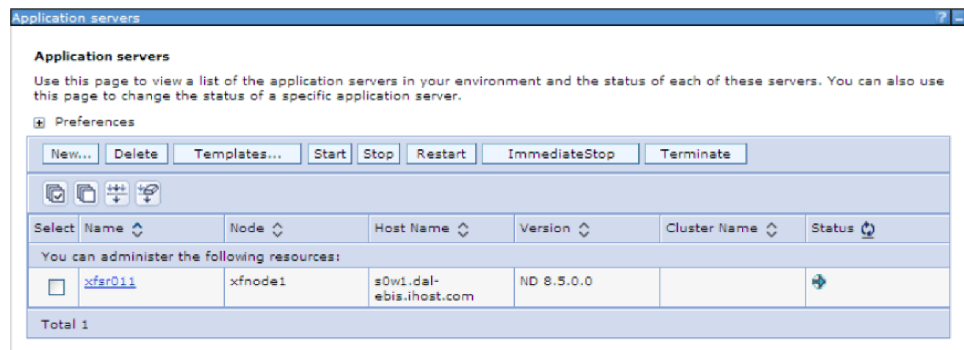 Application servers ? –
Application servers
Use this page to view a list of the application servers in your environment and the status of each of these servers. You can also use
this page to change the status of a specific application server.
+ Preferences
New... Delete Templates... Start Stop Restart ImmediateStop Terminate
Select Name Node Host Name Version Cluster Name Status
You can administer the following resources:
xfsr011 xfnode1 s0w1.dal- ND 8.5.0.0
ebis.ihost.com
Total 1